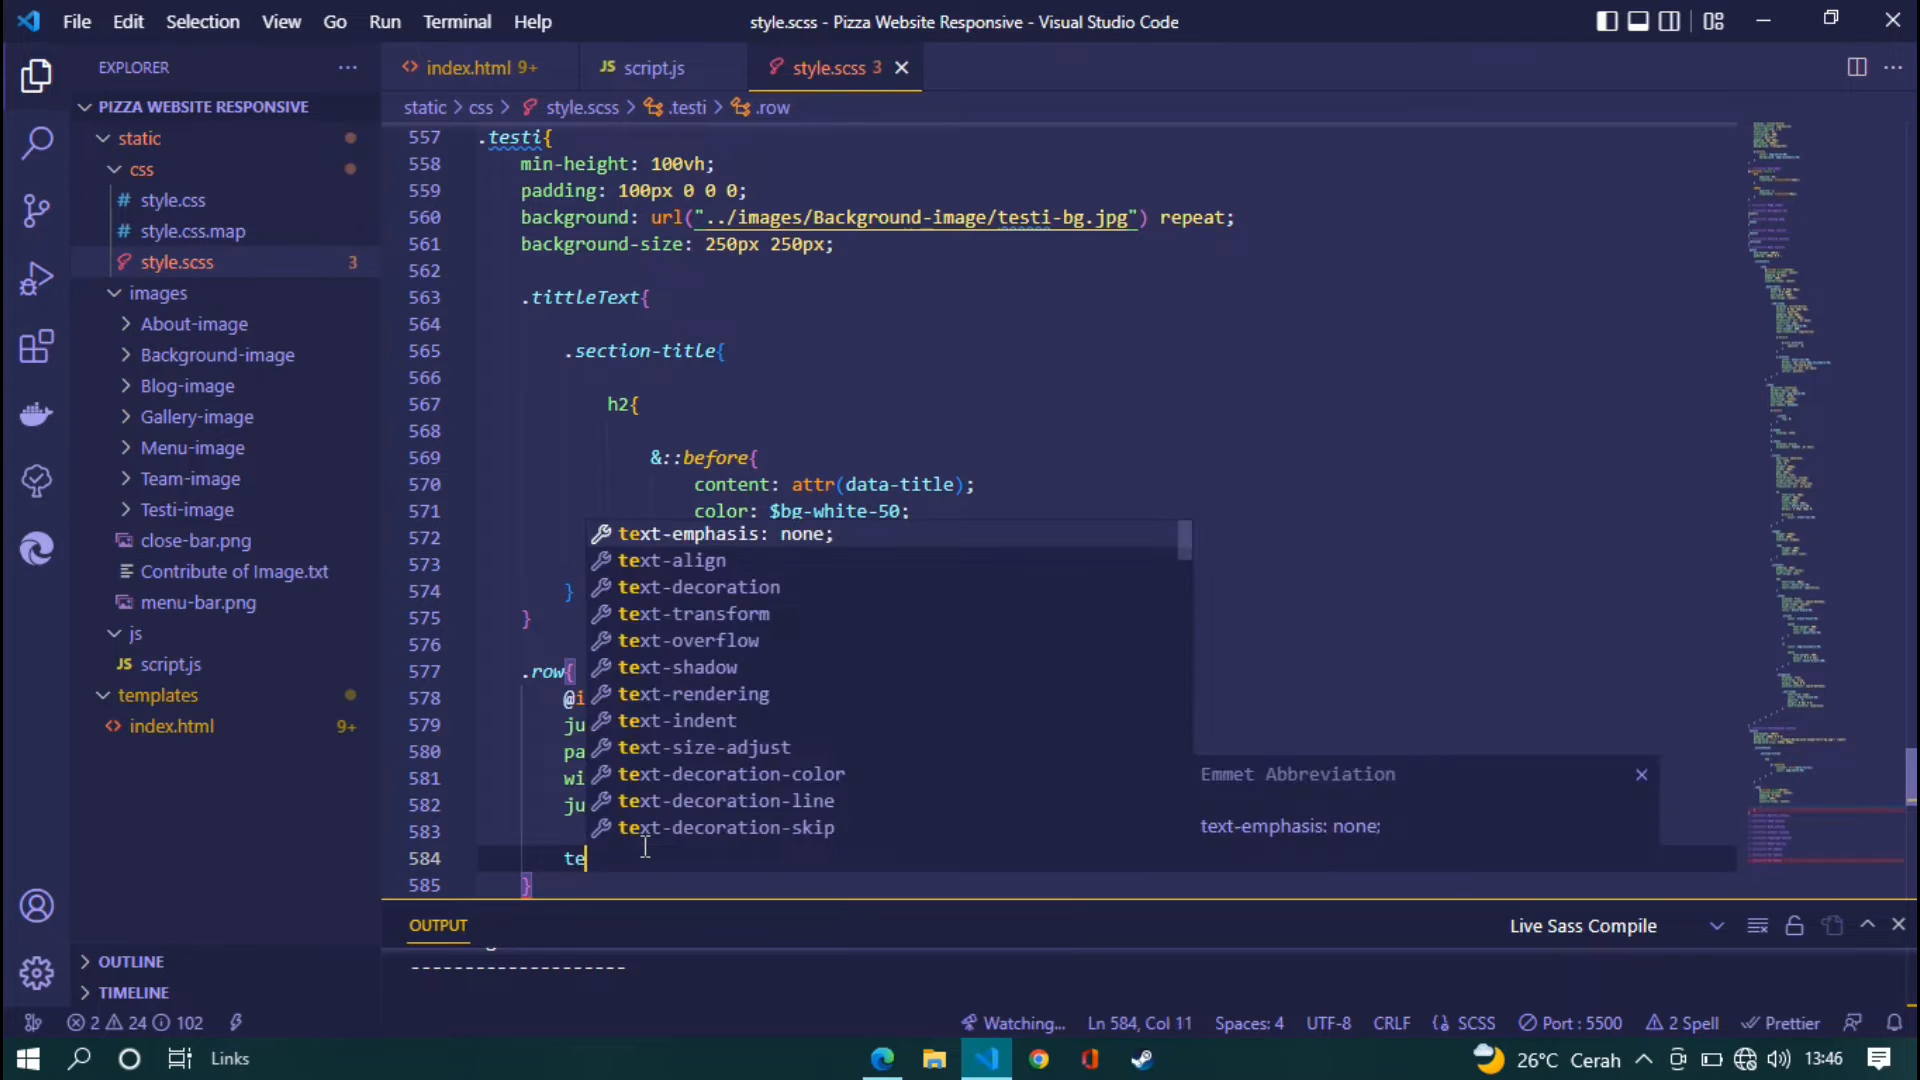 File Edit Selection View Go Run Terminal Help
style.scss - Pizza Website Responsive - Visual Studio Code
EXPLORER
index.html 9+
JS script.js
style.scss 3
PIZZA WEBSITE RESPONSIVE
static > css > style.scss > .testi > .row
static
css
# style.css
# style.css.map
style.scss 3
images
About-image
Background-image
Blog-image
Gallery-image
Menu-image
Team-image
Testi-image
close-bar.png
Contribute of Image.txt
menu-bar.png
js
JS script.js
templates
index.html 9+
OUTLINE
TIMELINE
557 .testi{
558 min-height: 100vh;
559 padding: 100px 0 0 0;
560 background: url("../images/Background-image/testi-bg.jpg") repeat;
561 background-size: 250px 250px;
562
563 .tittleText{
564
565 .section-title{
566
567 h2{
568
569 &::before{
570 content: attr(data-title);
571 color: $bg-white-50;
572
573
574 }
575 }
576
577 .row{
578 @i
579 ju
580 pa
581 wi
582 ju
583
584 te
585 }
text-emphasis: none;
text-align
text-decoration
text-transform
text-overflow
text-shadow
text-rendering
text-indent
text-size-adjust
text-decoration-color
text-decoration-line
text-decoration-skip
Emmet Abbreviation
text-emphasis: none;
OUTPUT
Live Sass Compile
--------------------
2 24 102
Watching... Ln 584, Col 11 Spaces: 4 UTF-8 CRLF SCSS Port : 5500 2 Spell Prettier
Links
26°C Cerah
13:46